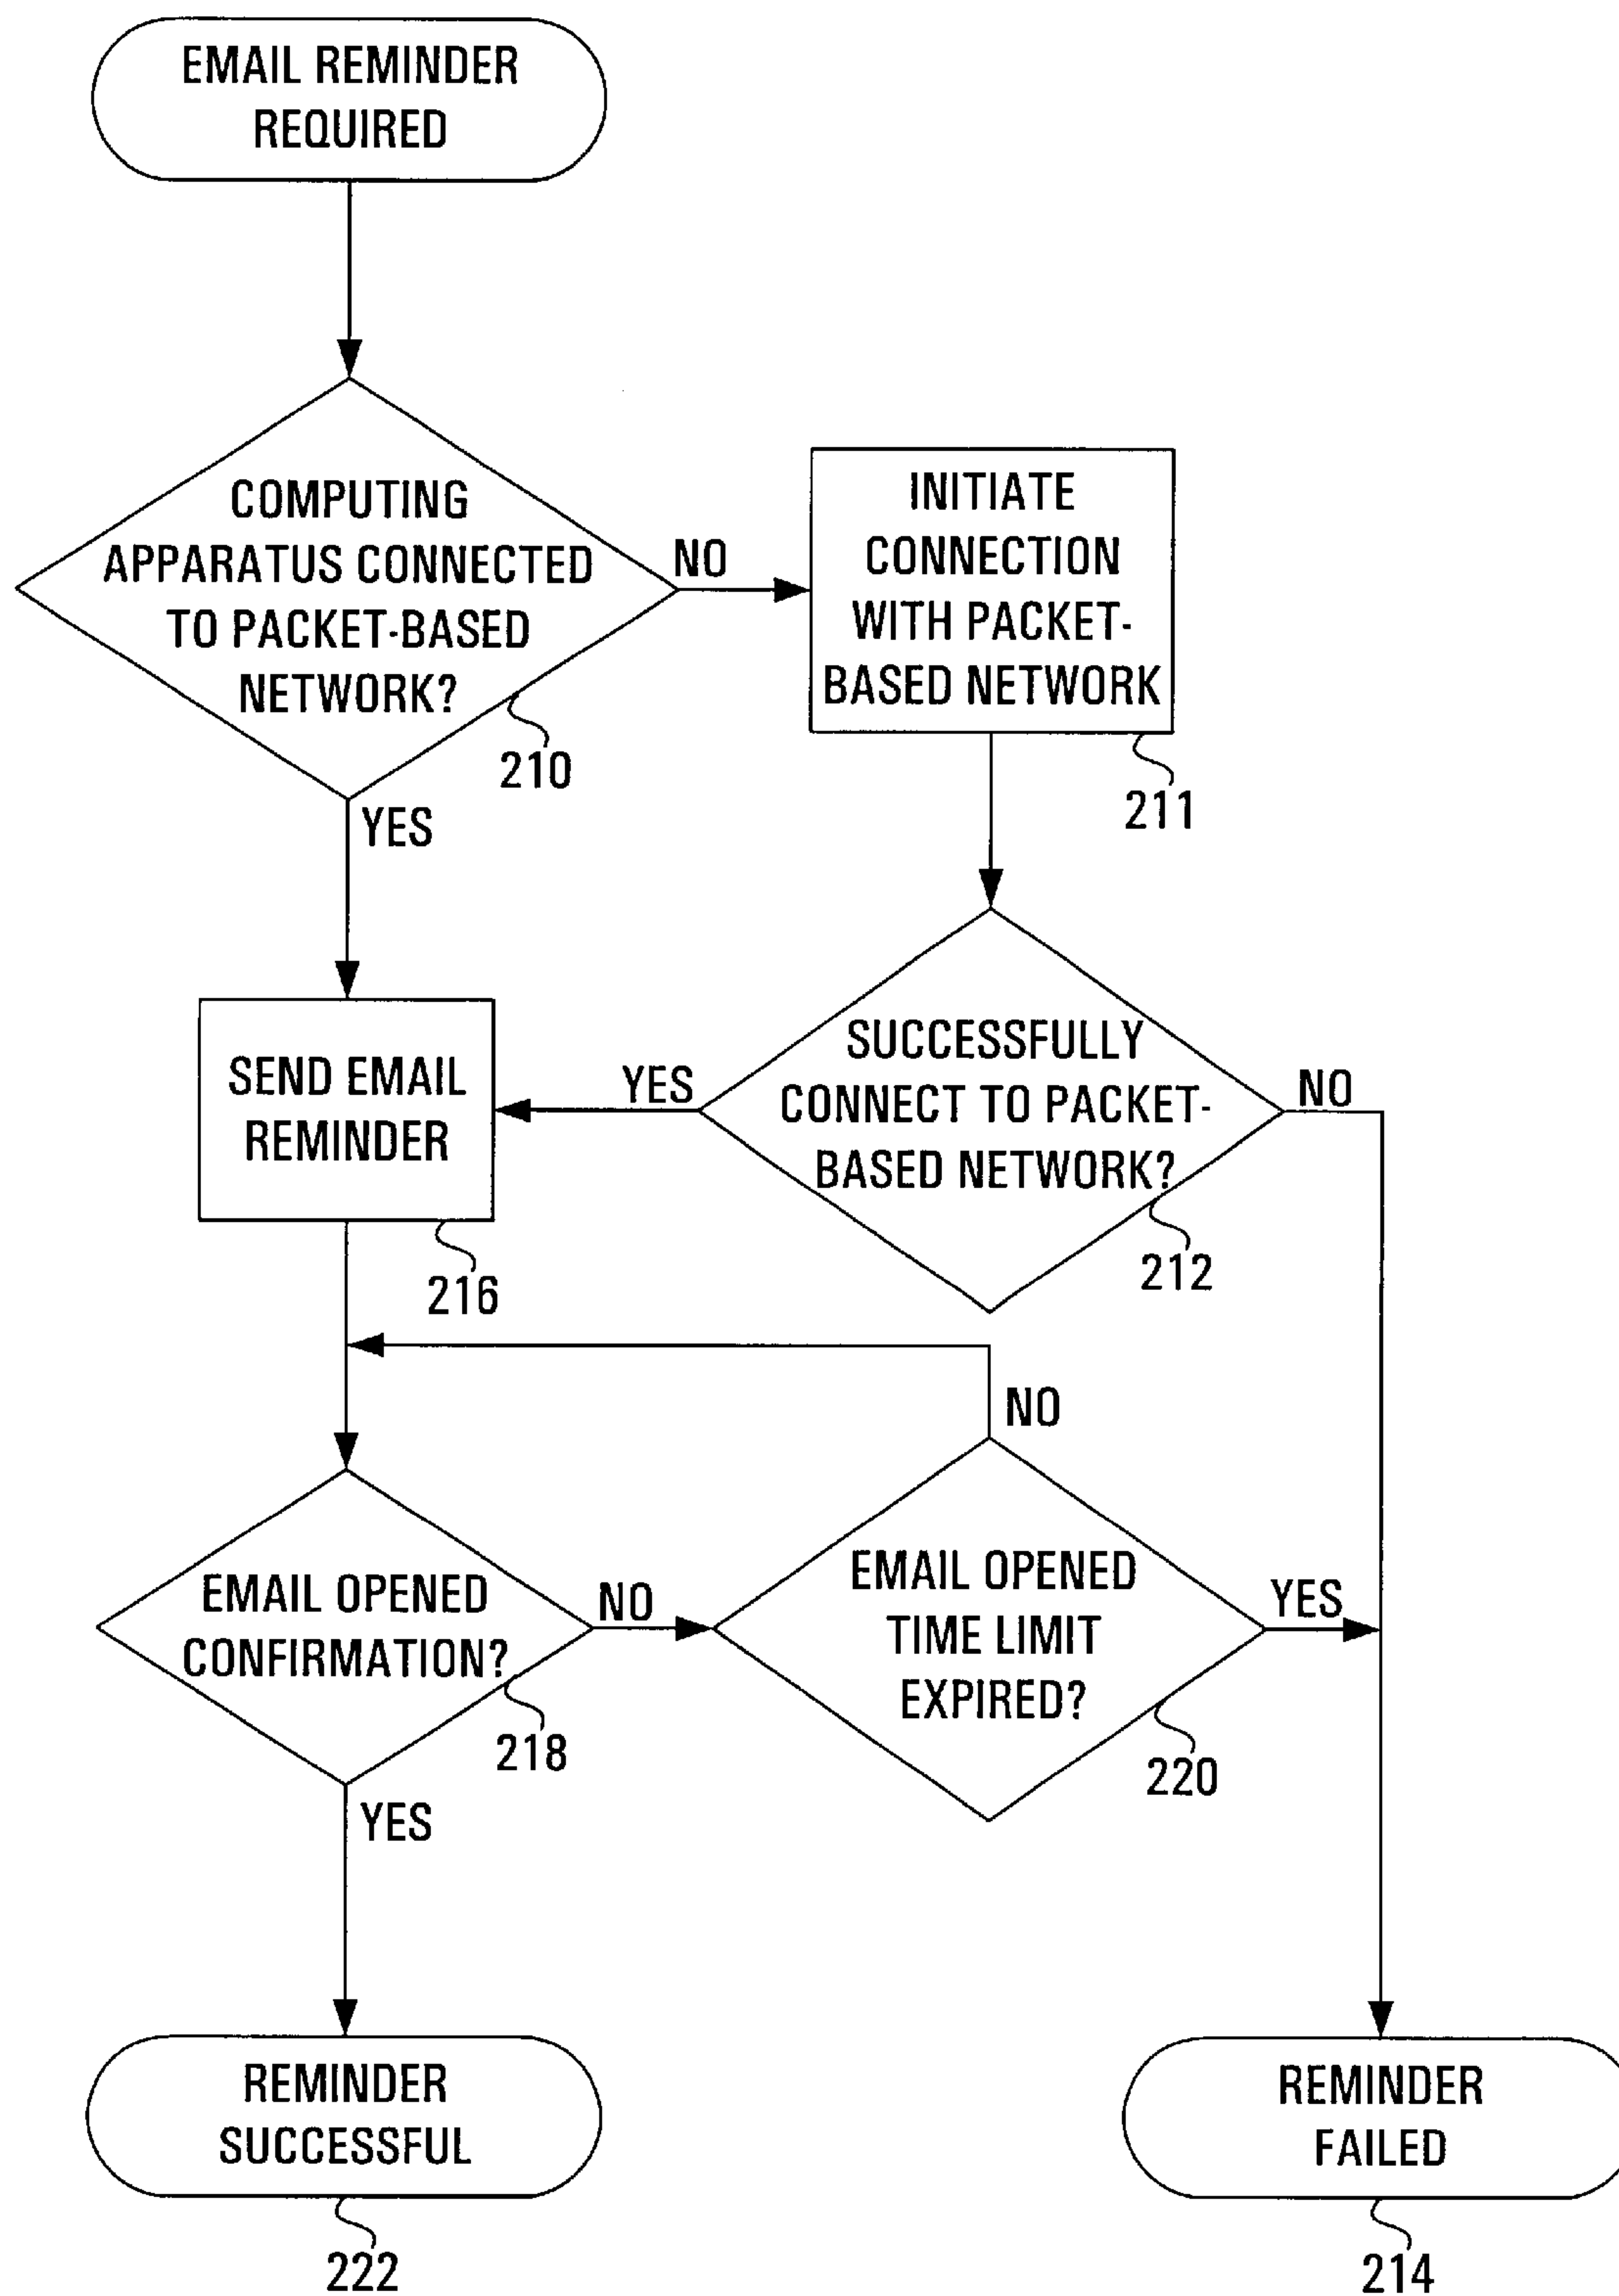 EMAIL REMINDER
REQUIRED
COMPUTING
APPARATUS CONNECTED
TO PACKET-BASED
NETWORK?
210
NO
YES
INITIATE
CONNECTION
WITH PACKET-
BASED NETWORK
211
SUCCESSFULLY
CONNECT TO PACKET-
BASED NETWORK?
212
YES
NO
SEND EMAIL
REMINDER
216
EMAIL OPENED
CONFIRMATION?
218
NO
YES
EMAIL OPENED
TIME LIMIT
EXPIRED?
220
NO
YES
REMINDER
SUCCESSFUL
222
REMINDER
FAILED
214